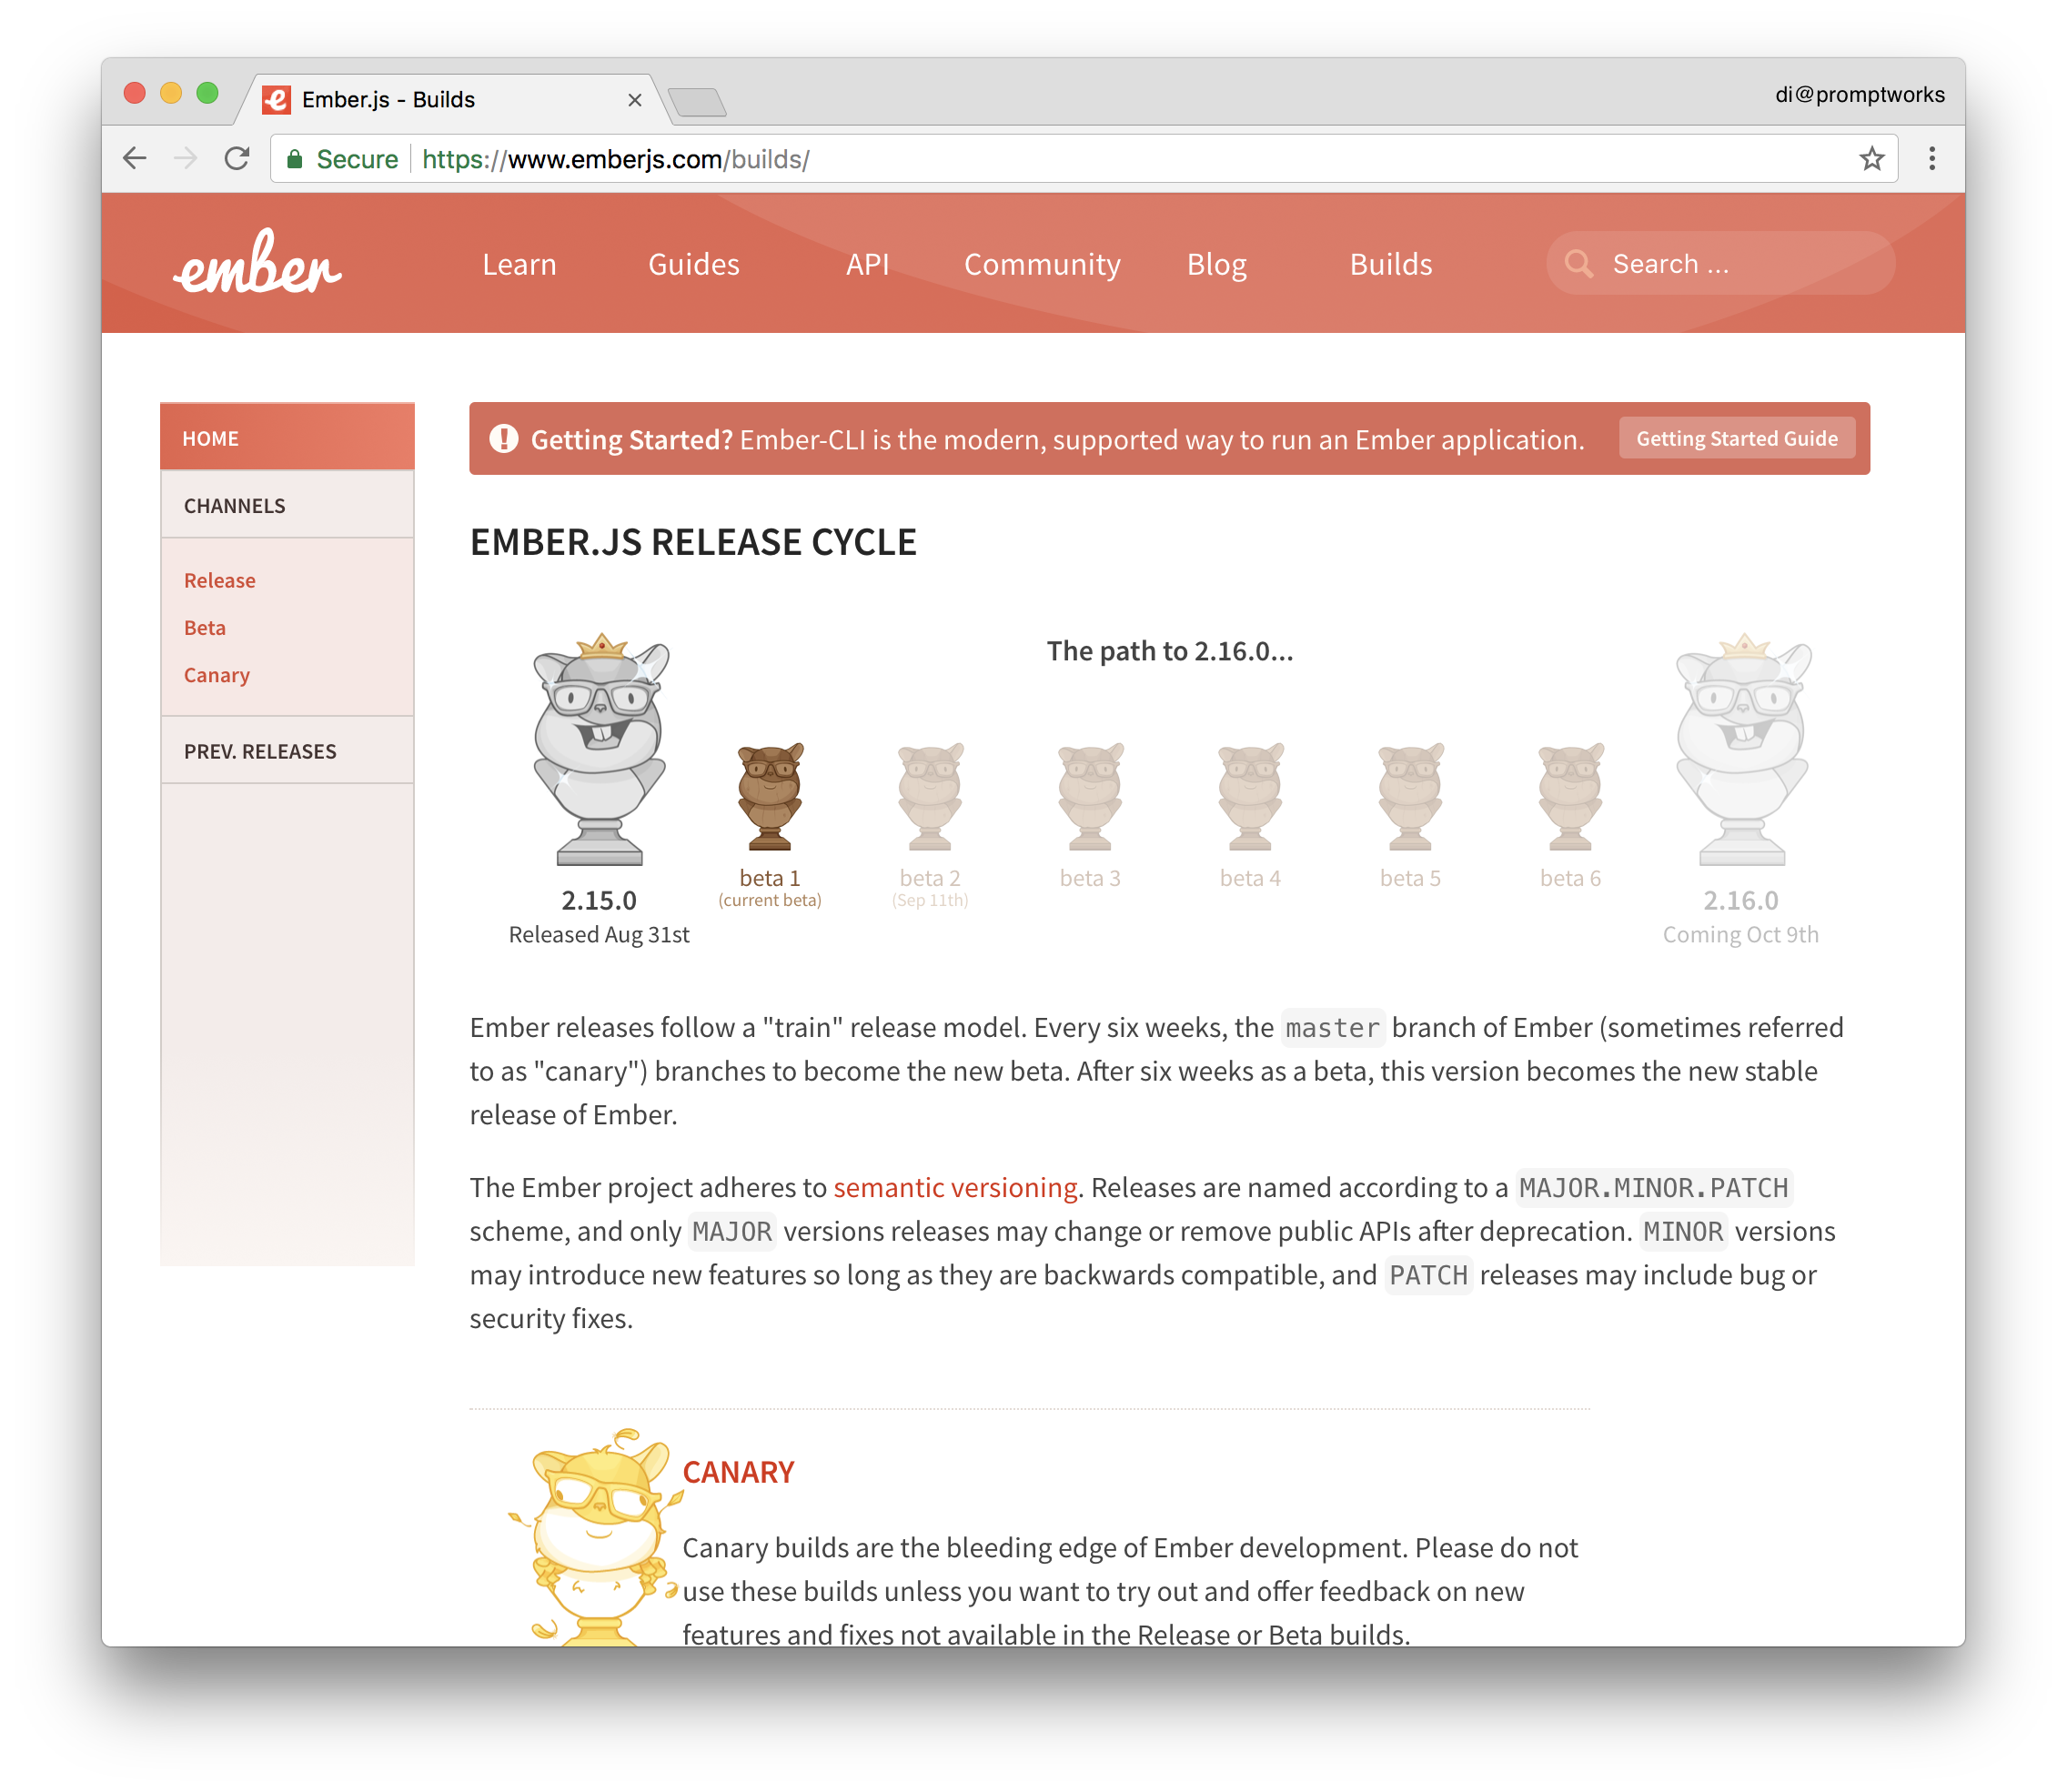 Ember.js - Builds
di@promptworks
Secure https://www.emberjs.com/builds/
ember
Learn Guides API Community Blog Builds Search ...
HOME
CHANNELS
Release
Beta
Canary
PREV. RELEASES
Getting Started? Ember-CLI is the modern, supported way to run an Ember application. Getting Started Guide
EMBER.JS RELEASE CYCLE
The path to 2.16.0...
2.15.0
Released Aug 31st
beta 1
(current beta)
beta 2
(Sep 11th)
beta 3
beta 4
beta 5
beta 6
2.16.0
Coming Oct 9th
Ember releases follow a "train" release model. Every six weeks, the master branch of Ember (sometimes referred
to as "canary") branches to become the new beta. After six weeks as a beta, this version becomes the new stable
release of Ember.
The Ember project adheres to semantic versioning. Releases are named according to a MAJOR.MINOR.PATCH
scheme, and only MAJOR versions releases may change or remove public APIs after deprecation. MINOR versions
may introduce new features so long as they are backwards compatible, and PATCH releases may include bug or
security fixes.
CANARY
Canary builds are the bleeding edge of Ember development. Please do not
use these builds unless you want to try out and offer feedback on new
features and fixes not available in the Release or Beta builds.